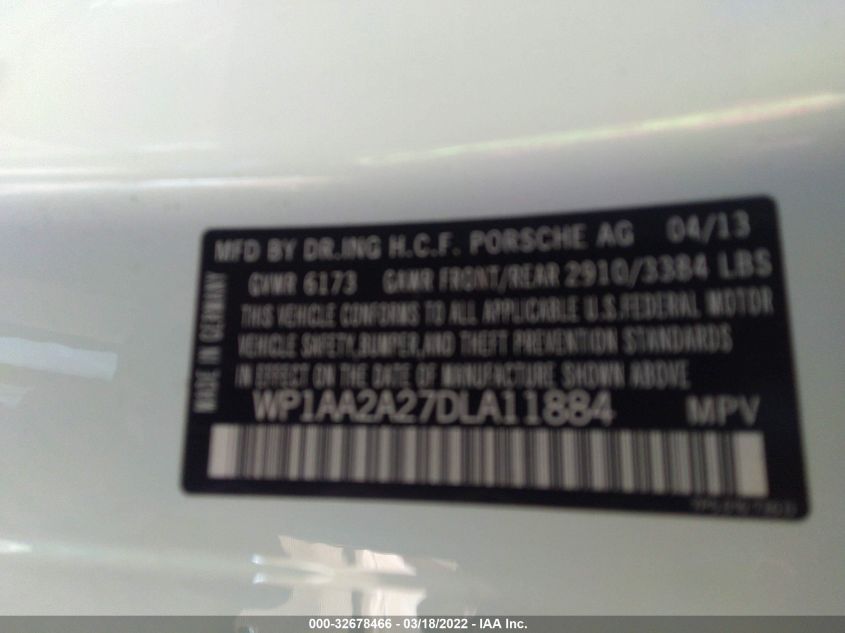 MFD BY DR.ING H.C.F. PORSCHE AG 04/13
GVWR 6173 GAWR FRONT/REAR 2910/3384 LBS
THIS VEHICLE CONFORMS TO ALL APPLICABLE U.S.FEDERAL MOTOR
VEHICLE SAFETY,BUMPER,AND THEFT PREVENTION STANDARDS
IN EFFECT ON THE DATE OF MANUFACTURE SHOWN ABOVE
WP1AA2A27DLA11884 MPV
MADE IN GERMANY
000-32678466 - 03/18/2022 - IAA Inc.